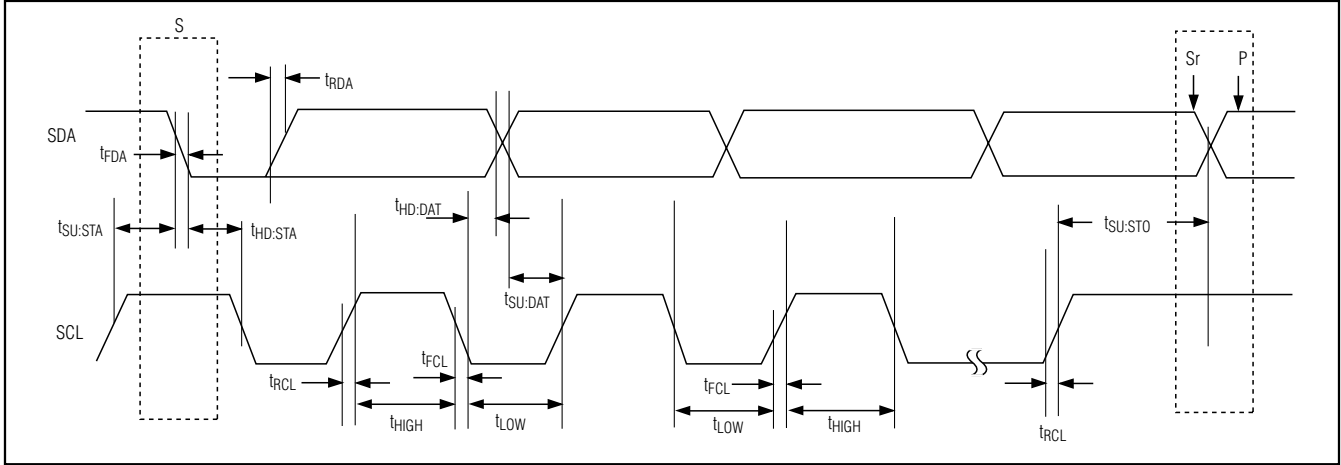 S
Sr P
tRDA
SDA
tFDA
tHD:DAT
tSU:STA
tHD:STA
tSU:STO
tSU:DAT
SCL
tFCL
tRCL
tFCL
tHIGH
tLOW
tLOW
tHIGH
tRCL